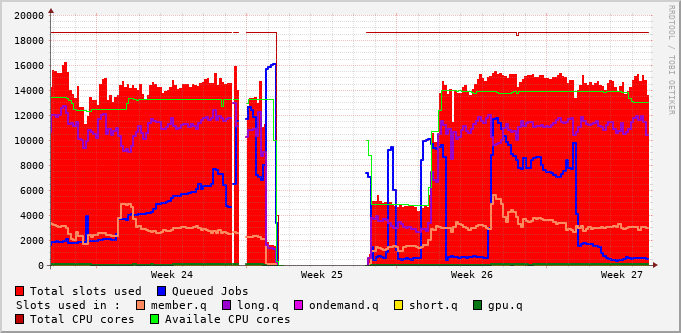 20000
18000
16000
14000
12000
10000
8000
6000
4000
2000
0
Week 24 Week 25 Week 26 Week 27
RRDTOOL / TOBI OETIKER
Total slots used Queued Jobs
Slots used in : member.q long.q ondemand.q short.q gpu.q
Total CPU cores Availale CPU cores